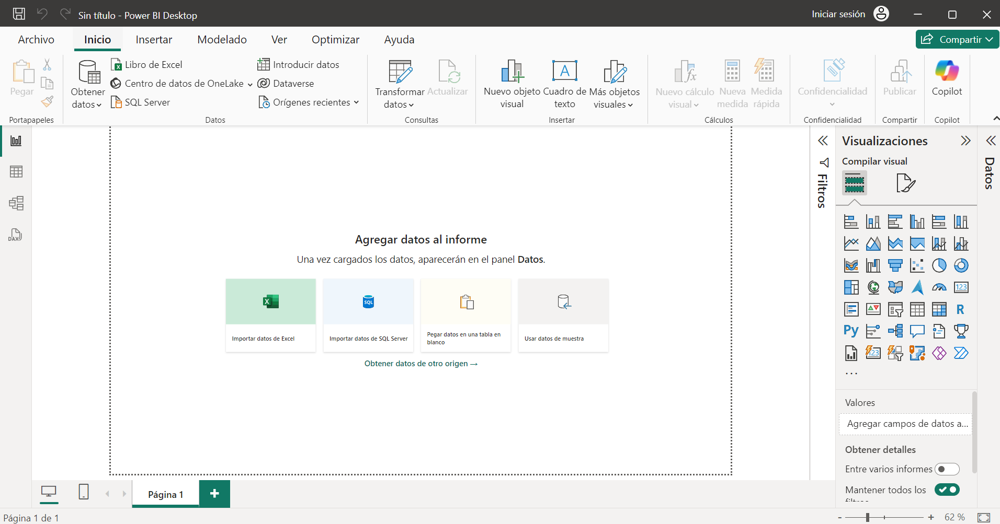 Sin título - Power BI Desktop
Iniciar sesión
Archivo
Inicio
Insertar
Modelado
Ver
Optimizar
Ayuda
Compartir
Pegar
Portapapeles
Obtener
datos
Libro de Excel
Centro de datos de OneLake
SQL Server
Introducir datos
Dataverse
Orígenes recientes
Datos
Transformar
datos
Actualizar
Consultas
Nuevo objeto
visual
Cuadro de
texto
Más objetos
visuales
Insertar
Nuevo cálculo
visual
Nueva
medida
Medida
rápida
Cálculos
Confidencialidad
Confidencialidad
Publicar
Compartir
Copilot
Copilot
DAX
Agregar datos al informe
Una vez cargados los datos, aparecerán en el panel Datos.
SQL
Importar datos de Excel
Importar datos de SQL Server
Pegar datos en una tabla en
blanco
Usar datos de muestra
Obtener datos de otro origen →
Filtros
Visualizaciones
Compilar visual
123
R
Py
123
Valores
Agregar campos de datos a...
Obtener detalles
Entre varios informes
Mantener todos los
filtros
Datos
Página 1
Página 1 de 1
- + 62 %